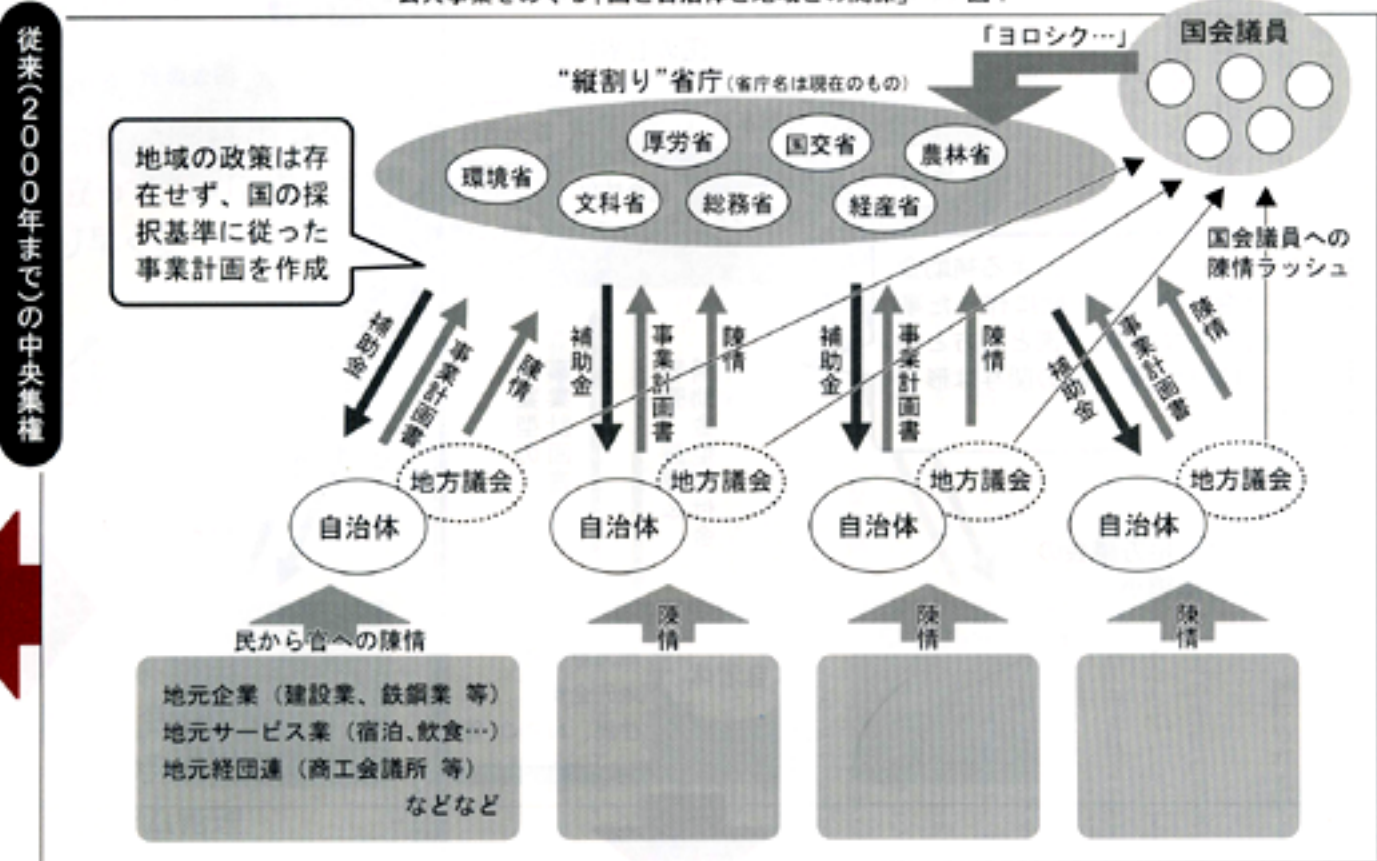 従来(2000年まで)の中央集権
「ヨロシク…」
国会議員
“縦割り”省庁(省庁名は現在のもの)
厚労省
国交省
農林省
環境省
文科省
総務省
経産省
地域の政策は存
在せず、国の採
択基準に従った
事業計画を作成
国会議員への
陳情ラッシュ
補助金
事業計画書
陳情
補助金
事業計画書
陳情
補助金
事業計画書
陳情
補助金
事業計画書
陳情
地方議会
自治体
地方議会
自治体
地方議会
自治体
地方議会
自治体
民から官への陳情
陳情
陳情
陳情
地元企業(建設業、鉄鋼業 等)
地元サービス業(宿泊、飲食…)
地元経団連(商工会議所 等)
などなど